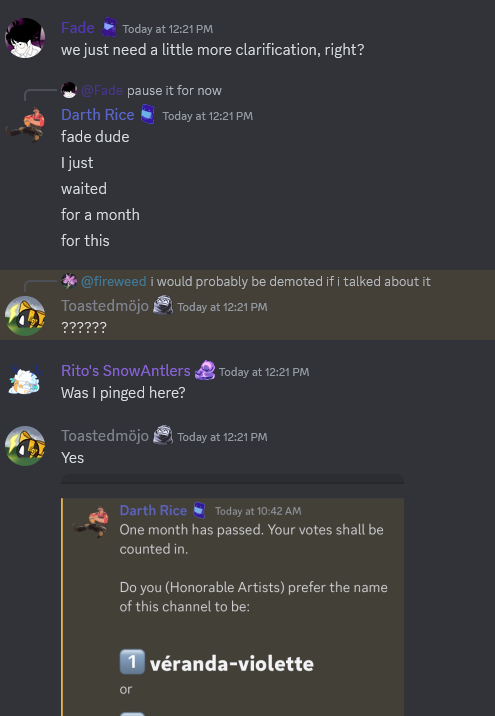 Fade Today at 12:21 PM
we just need a little more clarification, right?
@Fade pause it for now
Darth Rice Today at 12:21 PM
fade dude
I just
waited
for a month
for this
@fireweed i would probably be demoted if i talked about it
Toastedmöjo Today at 12:21 PM
??????
Rito's SnowAntlers Today at 12:21 PM
Was I pinged here?
Toastedmöjo Today at 12:21 PM
Yes
Darth Rice Today at 10:42 AM
One month has passed. Your votes shall be
counted in.
Do you (Honorable Artists) prefer the name
of this channel to be:
1 véranda-violette
or